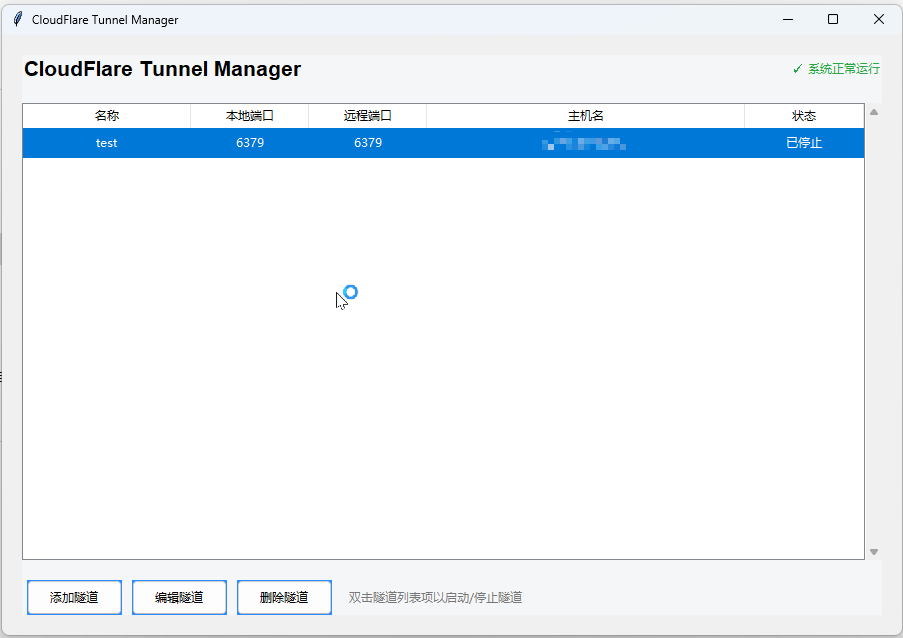 CloudFlare Tunnel Manager
CloudFlare Tunnel Manager
✓ 系统正常运行
名称 本地端口 远程端口 主机名 状态
test 6379 6379 已停止
添加隧道 编辑隧道 删除隧道 双击隧道列表项以启动/停止隧道